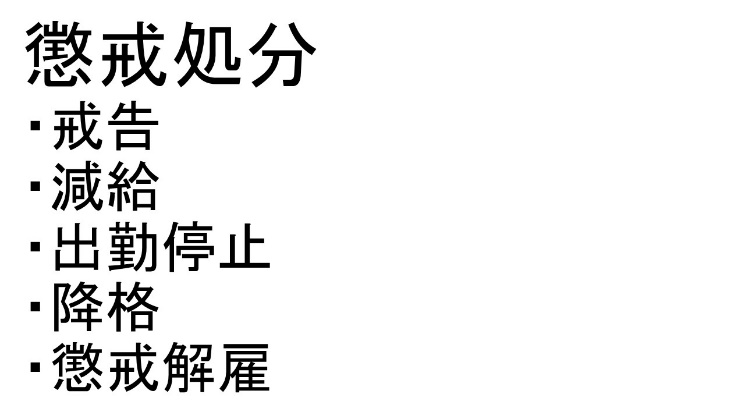 懲戒処分
・戒告
・減給
・出勤停止
・降格
・懲戒解雇